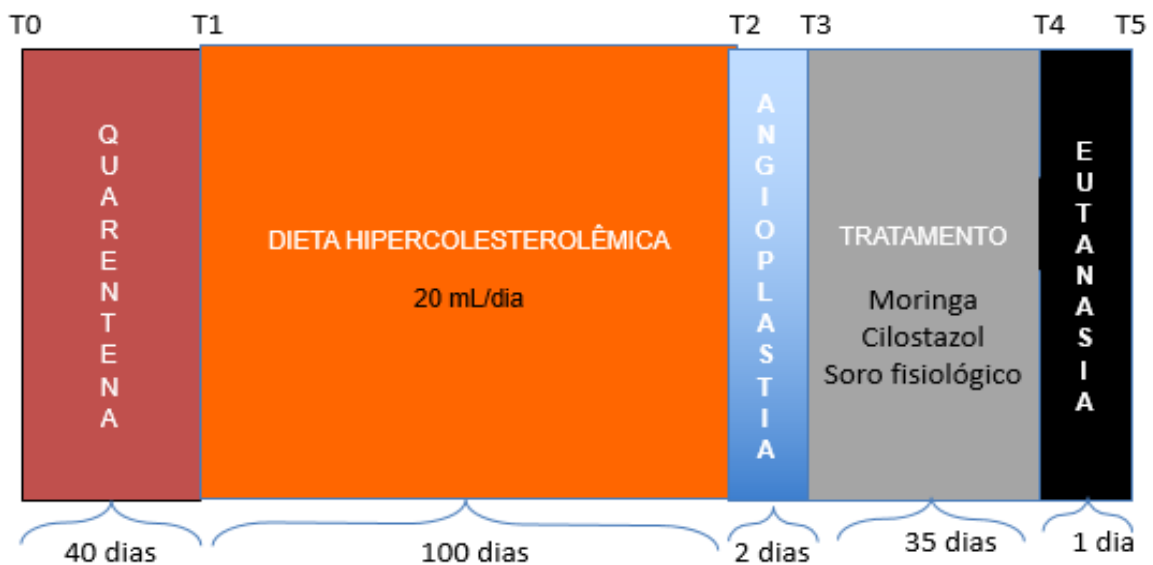 T0
T1
T2
T3
T4
T5
QUARENTENA
DIETA HIPERCOLESTEROLÊMICA
20 mL/dia
ANGIOPLASTIA
TRATAMENTO
Moringa
Cilostazol
Soro fisiológico
EUTANASIA
40 dias
100 dias
2 dias
35 dias
1 dia